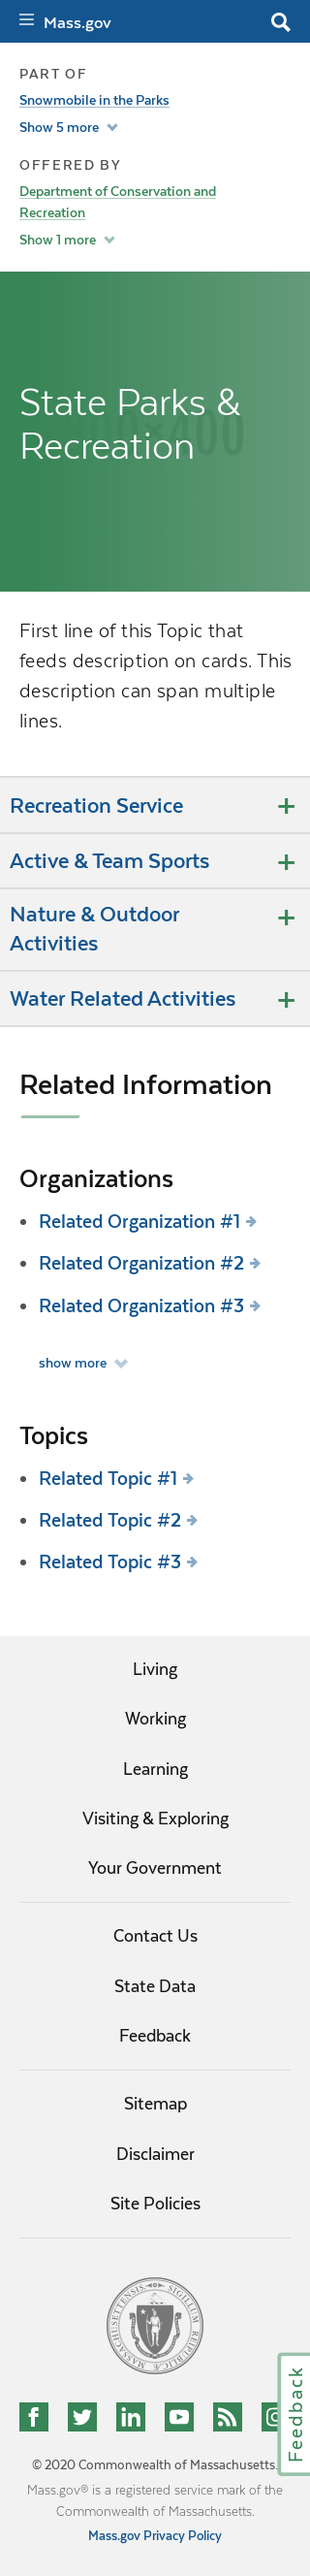 Mass.gov
PART OF
Snowmobile in the Parks
Show 5 more
OFFERED BY
Department of Conservation and
Recreation
Show 1 more
State Parks &
Recreation
First line of this Topic that
feeds description on cards. This
description can span multiple
lines.
Recreation Service
Active & Team Sports
Nature & Outdoor
Activities
Water Related Activities
Related Information
Organizations
Related Organization #1
Related Organization #2
Related Organization #3
show more
Topics
Related Topic #1
Related Topic #2
Related Topic #3
Living
Working
Learning
Visiting & Exploring
Your Government
Contact Us
State Data
Feedback
Sitemap
Disclaimer
Site Policies
Feedback
© 2020 Commonwealth of Massachusetts.
Mass.gov® is a registered service mark of the
Commonwealth of Massachusetts.
Mass.gov Privacy Policy